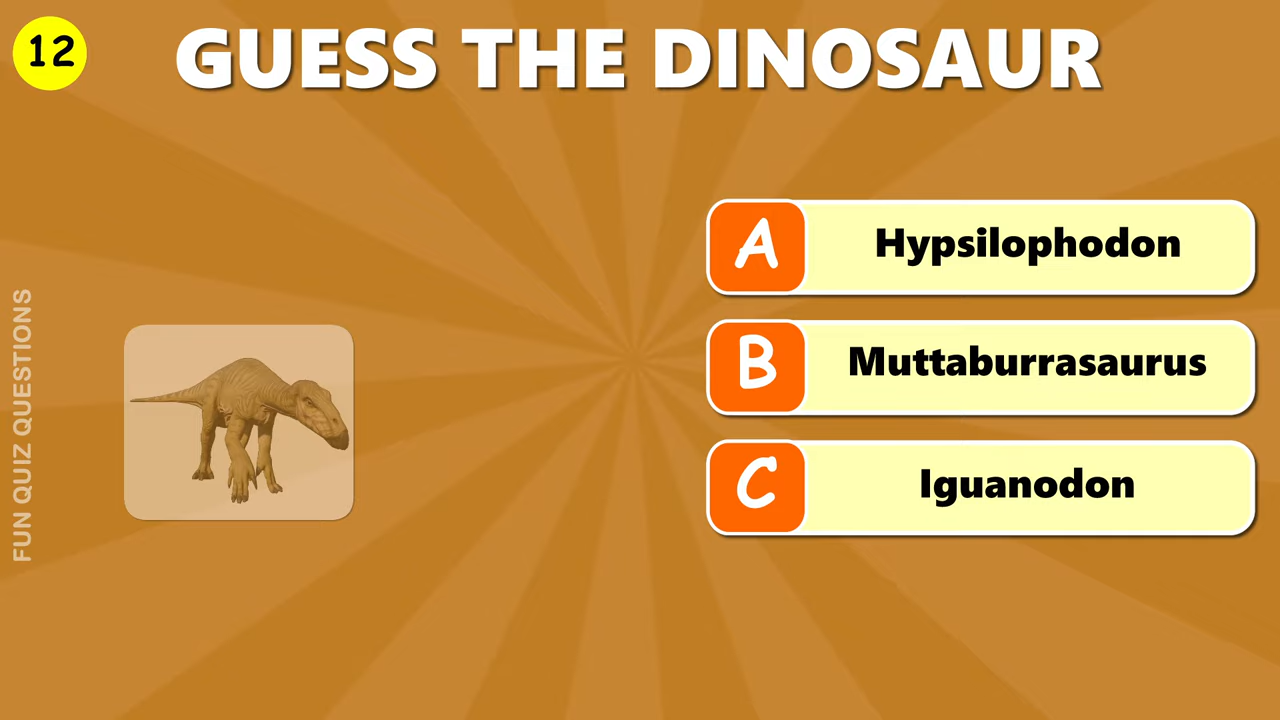 12
GUESS THE DINOSAUR
A
Hypsilophodon
B
Muttaburrasaurus
C
Iguanodon
FUN QUIZ QUESTIONS